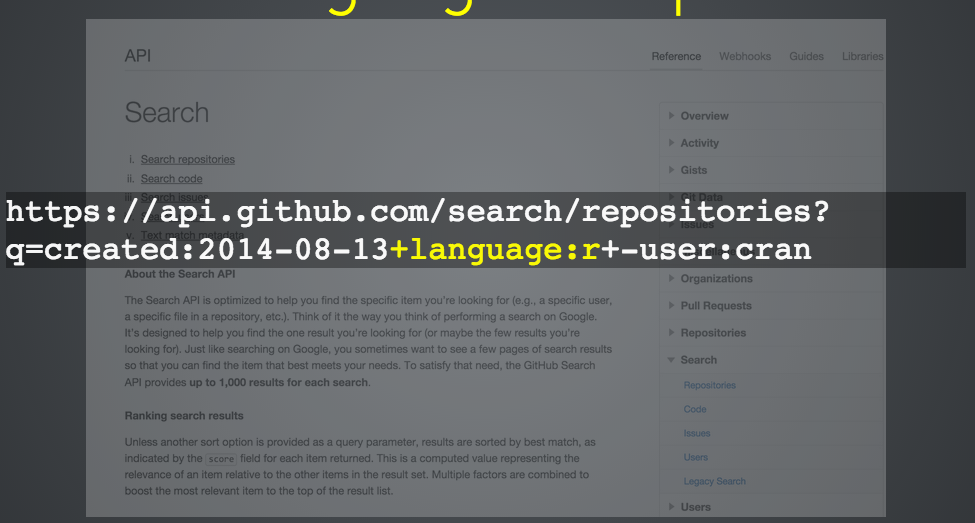 API
Reference Webhooks Guides Libraries
Search
i. Search repositories
ii. Search code
iii. Search issues
v. Text match metadata
https://api.github.com/search/repositories?
q=created:2014-08-13+language:r+-user:cran
About the Search API
The Search API is optimized to help you find the specific item you're looking for (e.g., a specific user,
a specific file in a repository, etc.). Think of it the way you think of performing a search on Google.
It's designed to help you find the one result you're looking for (or maybe the few results you're
looking for). Just like searching on Google, you sometimes want to see a few pages of search results
so that you can find the item that best meets your needs. To satisfy that need, the GitHub Search
API provides up to 1,000 results for each search.
Ranking search results
Unless another sort option is provided as a query parameter, results are sorted by best match, as
indicated by the score field for each item returned. This is a computed value representing the
relevance of an item relative to the other items in the result set. Multiple factors are combined to
boost the most relevant item to the top of the result list.
Overview
Activity
Gists
Git Data
Issues
Organizations
Pull Requests
Repositories
Search
Repositories
Code
Issues
Users
Legacy Search
Users